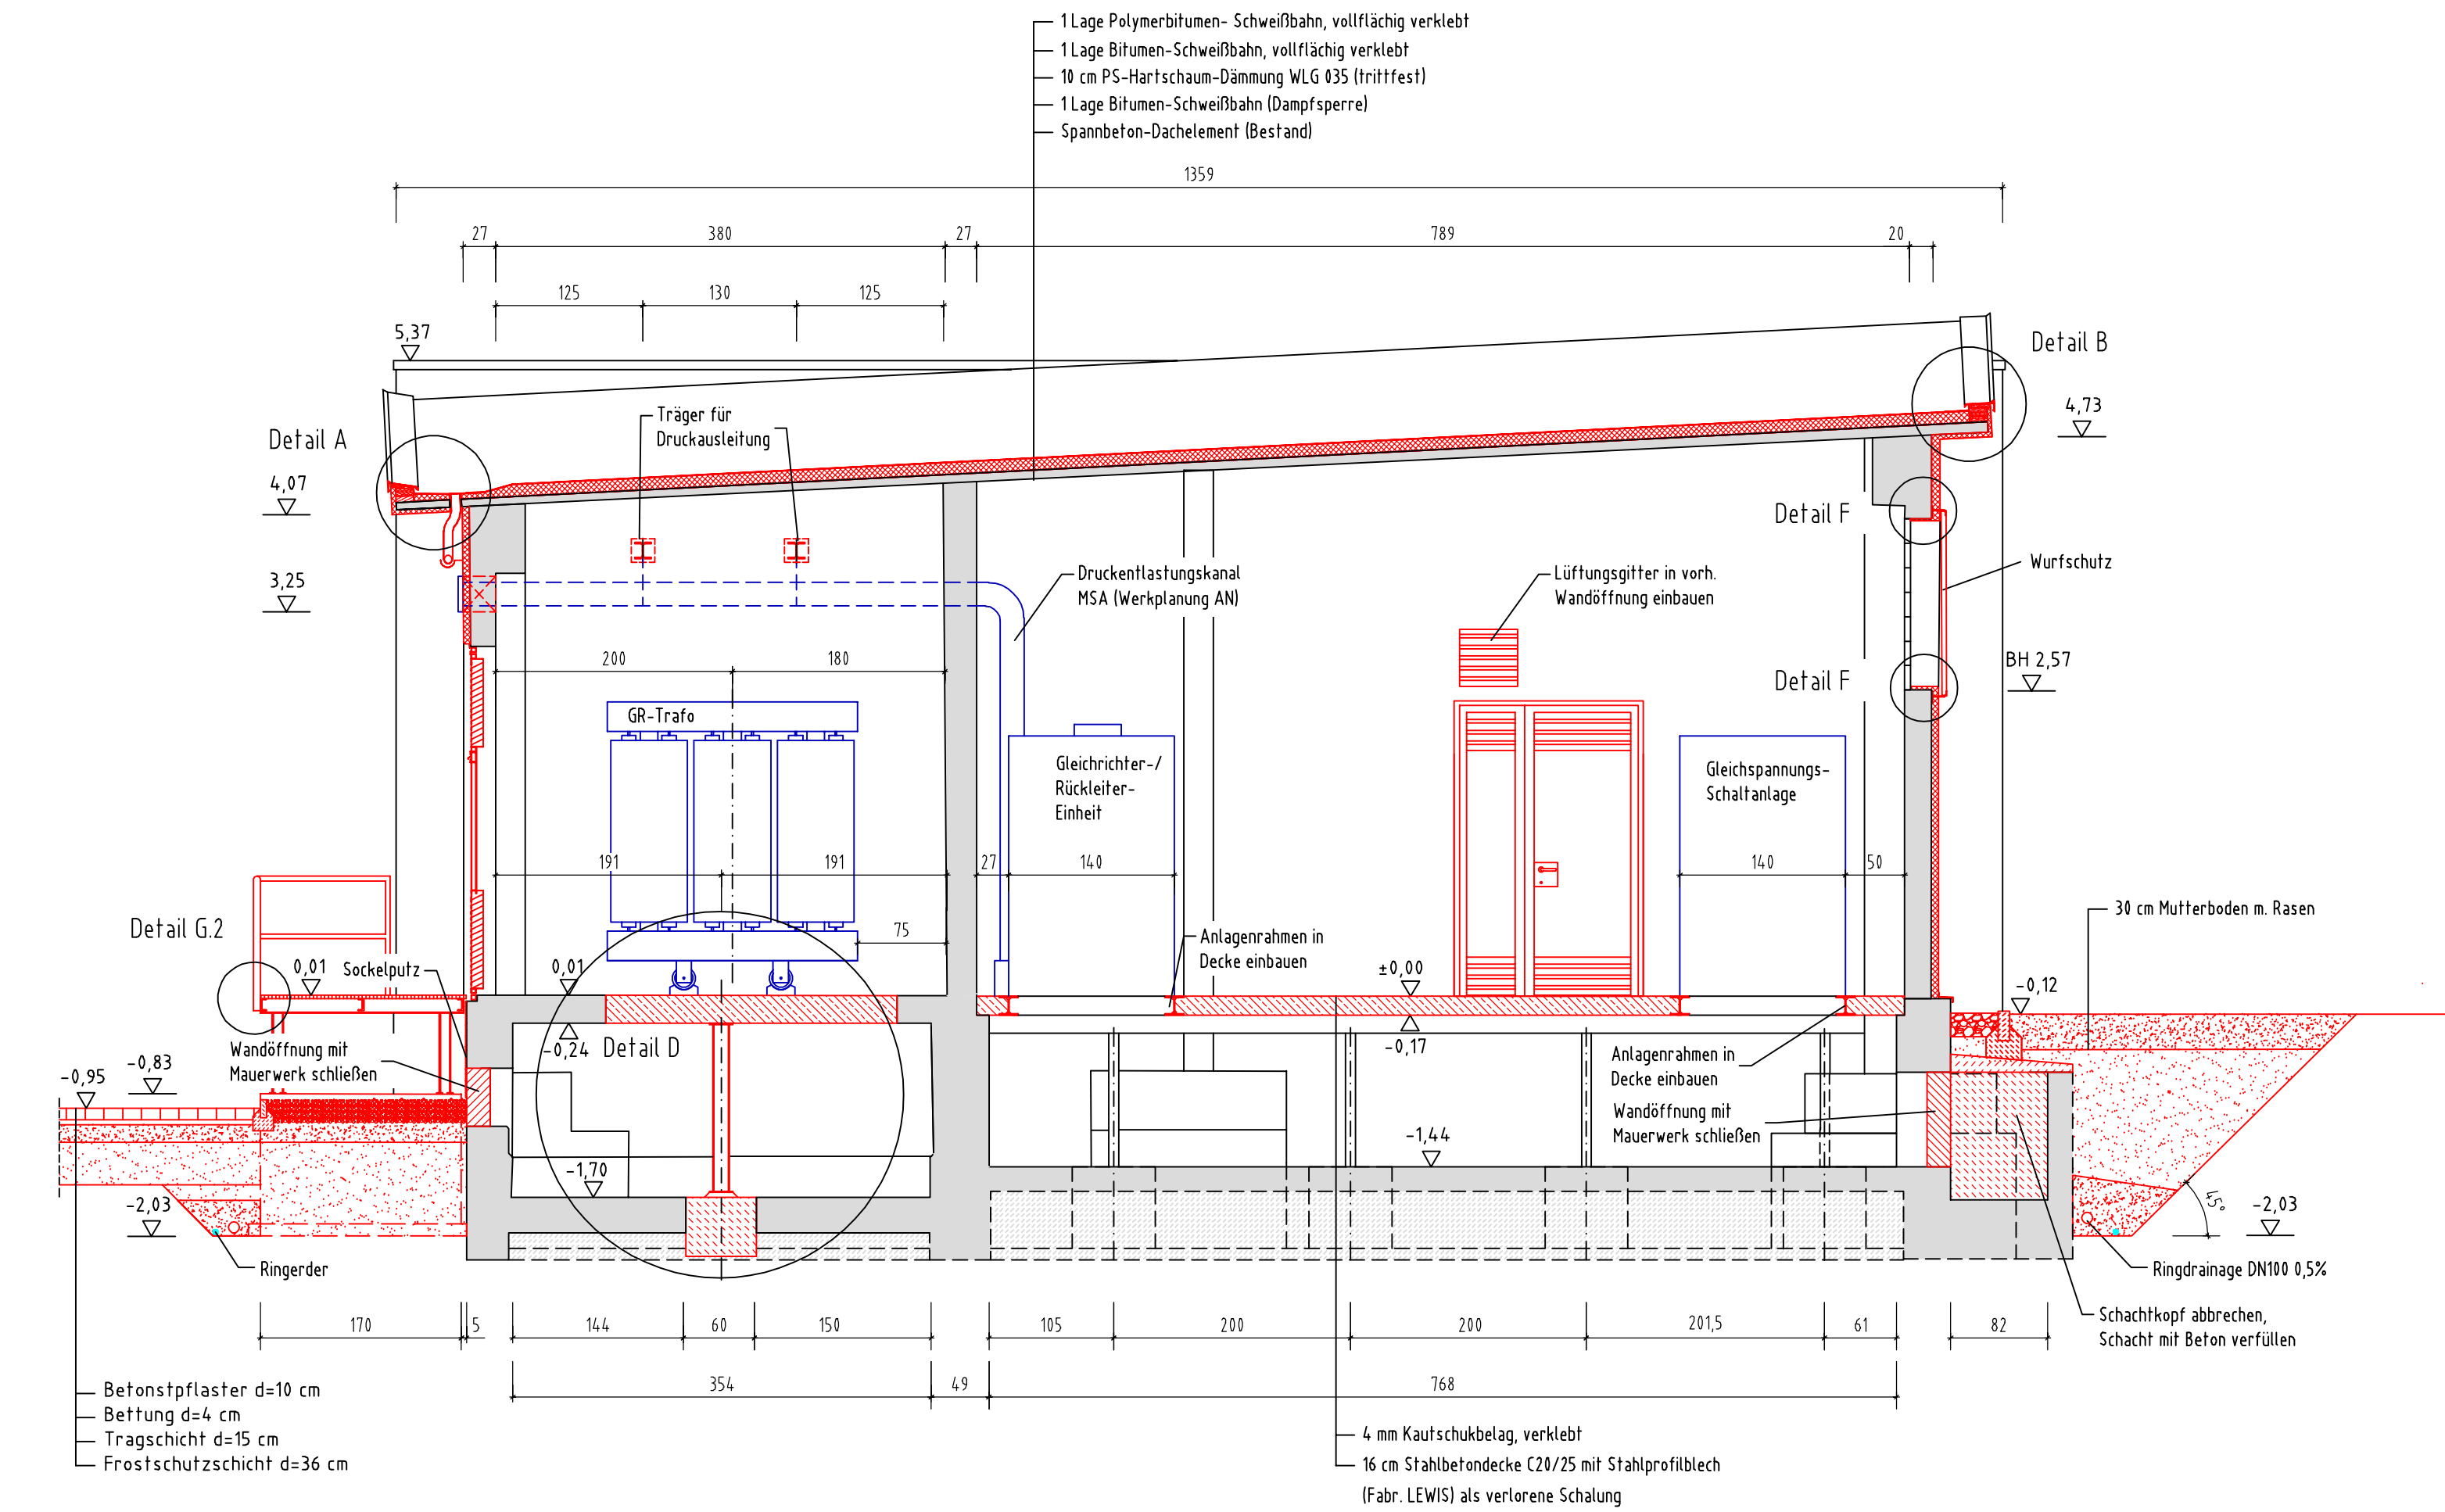 1 Lage Polymerbitumen- Schweißbahn, vollflächig verklebt
1 Lage Bitumen-Schweißbahn, vollflächig verklebt
10 cm PS-Hartschaum-Dämmung WLG 035 (trittfest)
1 Lage Bitumen-Schweißbahn (Dampfsperre)
Spannbeton-Dachelement (Bestand)
1359
27 380 27 789 20
125 130 125
5,37
Detail B
4,73
Detail A
4,07
Träger für
Druckausleitung
Detail F
3,25
Druckentlastungskanal
MSA (Werkplanung AN)
Lüftungsgitter in vorh.
Wandöffnung einbauen
Wurfschutz
200 180
BH 2,57
Detail F
GR-Trafo
Gleichrichter-/
Rückleiter-
Einheit
Gleichspannungs-
Schaltanlage
191 191 27 140 140 50
30 cm Mutterboden m. Rasen
Detail G.2
75
Anlagenrahmen in
Decke einbauen
0,01
Sockelputz
0,01
±0,00
-0,12
-0,24
Detail D
-0,17
Wandöffnung mit
Mauerwerk schließen
-0,83
-0,95
Anlagenrahmen in
Decke einbauen
Wandöffnung mit
Mauerwerk schließen
-1,44
-1,70
-2,03
45°
-2,03
Ringerder
Ringdrainage DN100 0,5%
Schachtkopf abbrechen,
Schacht mit Beton verfüllen
170 5 144 60 150 105 200 200 201,5 61 82
354 49 768
Betonstpflaster d=10 cm
Bettung d=4 cm
Tragschicht d=15 cm
Frostschutzschicht d=36 cm
4 mm Kautschukbelag, verklebt
16 cm Stahlbetondecke C20/25 mit Stahlprofilblech
(Fabr. LEWIS) als verlorene Schalung